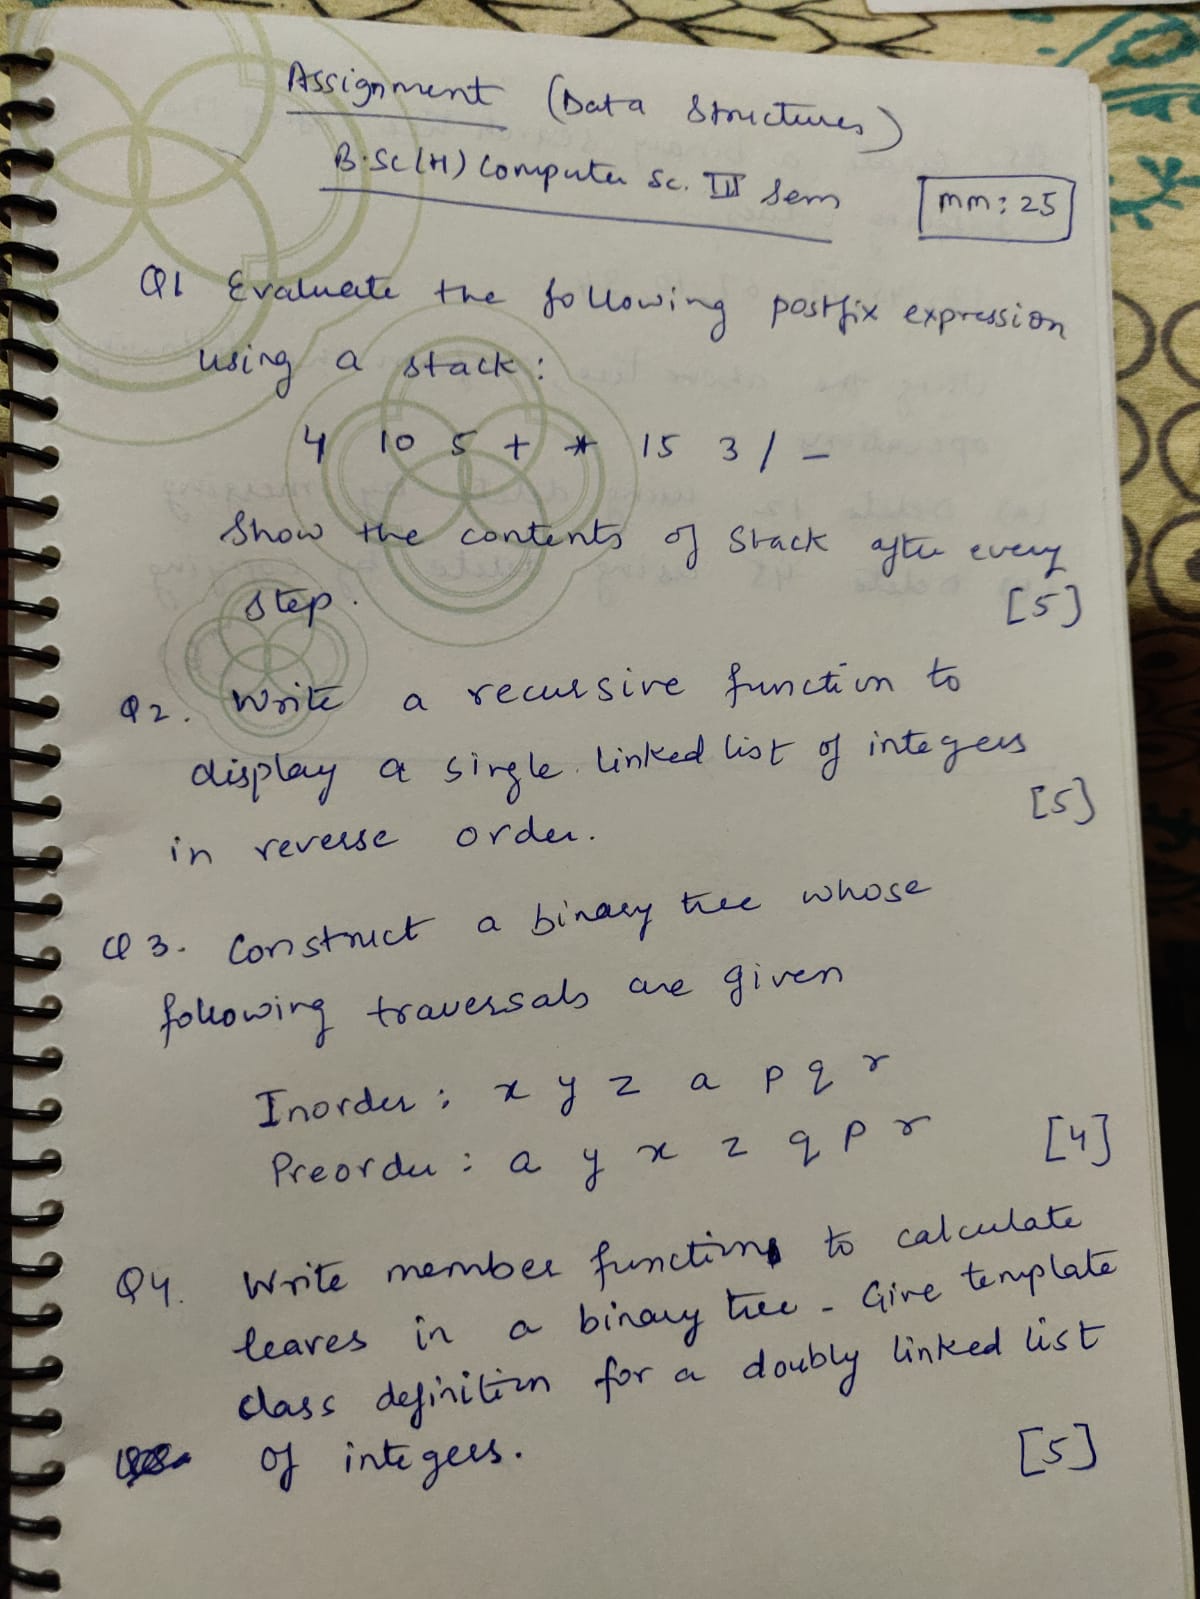 Assignment (Data Structures)
B.Sc(H) Computer Sc. III Sem
MM: 25
Q1 Evaluate the following postfix expression
using a stack:
4 10 5 + * 15 3 / -
Show the contents of Stack after every
step. [5]
Q2. Write a recursive function to
display a single linked list of integers
in reverse order. [5]
Q3. Construct a binary tree whose
following traversals are given
Inorder: x y z a p q r
Preorder: a y x z q p r [4]
Q4. Write member functions to calculate
leaves in a binary tree - Give template
class definition for a doubly linked list
of integers. [5]